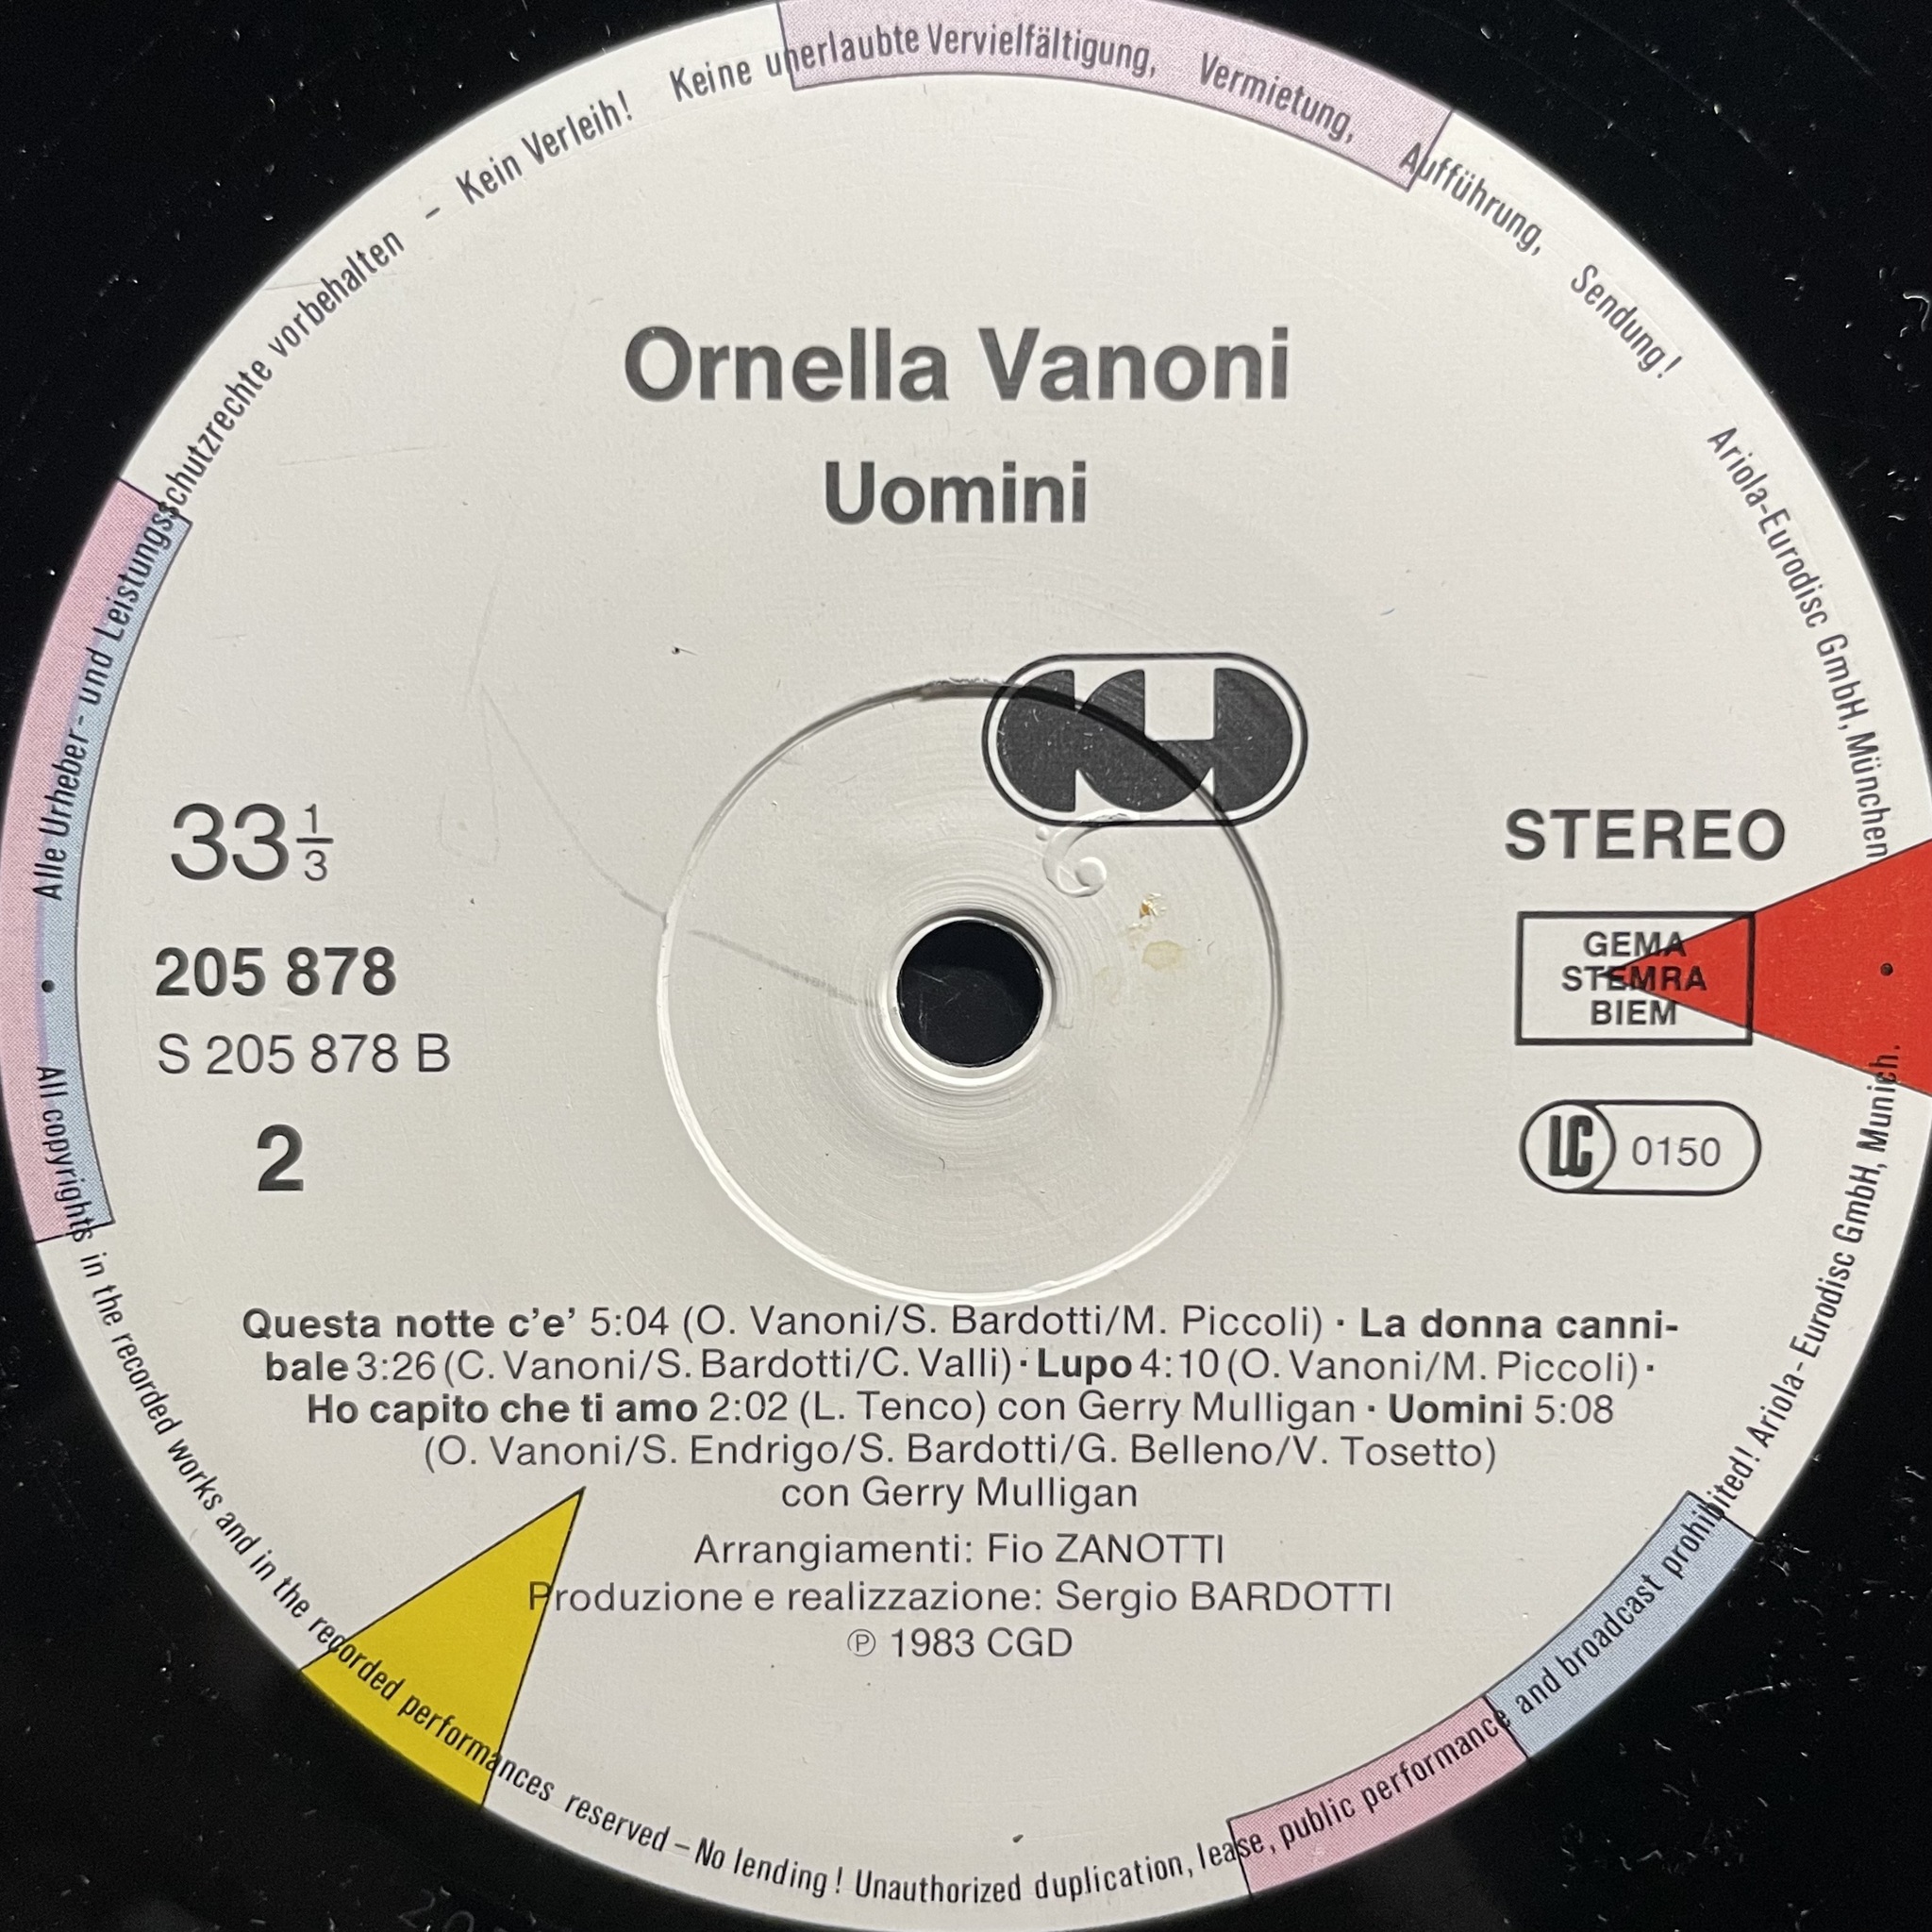 Alle Urheber- und Leistungsschutzrechte vorbehalten – Kein Verleih! Keine unerlaubte Vervielfältigung, Vermietung, Aufführung, Sendung! Ariola-Eurodisc GmbH, München
Ornella Vanoni
Uomini
33 1/3
205 878
S 205 878 B
2
STEREO
GEMA
STEMRA
BIEM
LC 0150
Questa notte c'e' 5:04 (O. Vanoni/S. Bardotti/M. Piccoli) · La donna canni-
bale 3:26 (C. Vanoni/S. Bardotti/C. Valli) · Lupo 4:10 (O. Vanoni/M. Piccoli) ·
Ho capito che ti amo 2:02 (L. Tenco) con Gerry Mulligan · Uomini 5:08
(O. Vanoni/S. Endrigo/S. Bardotti/G. Belleno/V. Tosetto)
con Gerry Mulligan
Arrangiamenti: Fio ZANOTTI
Produzione e realizzazione: Sergio BARDOTTI
℗ 1983 CGD
All copyrights in the recorded works and in the recorded performances reserved – No lending! Unauthorized duplication, lease, public performance and broadcast prohibited! Ariola-Eurodisc GmbH, Munich.